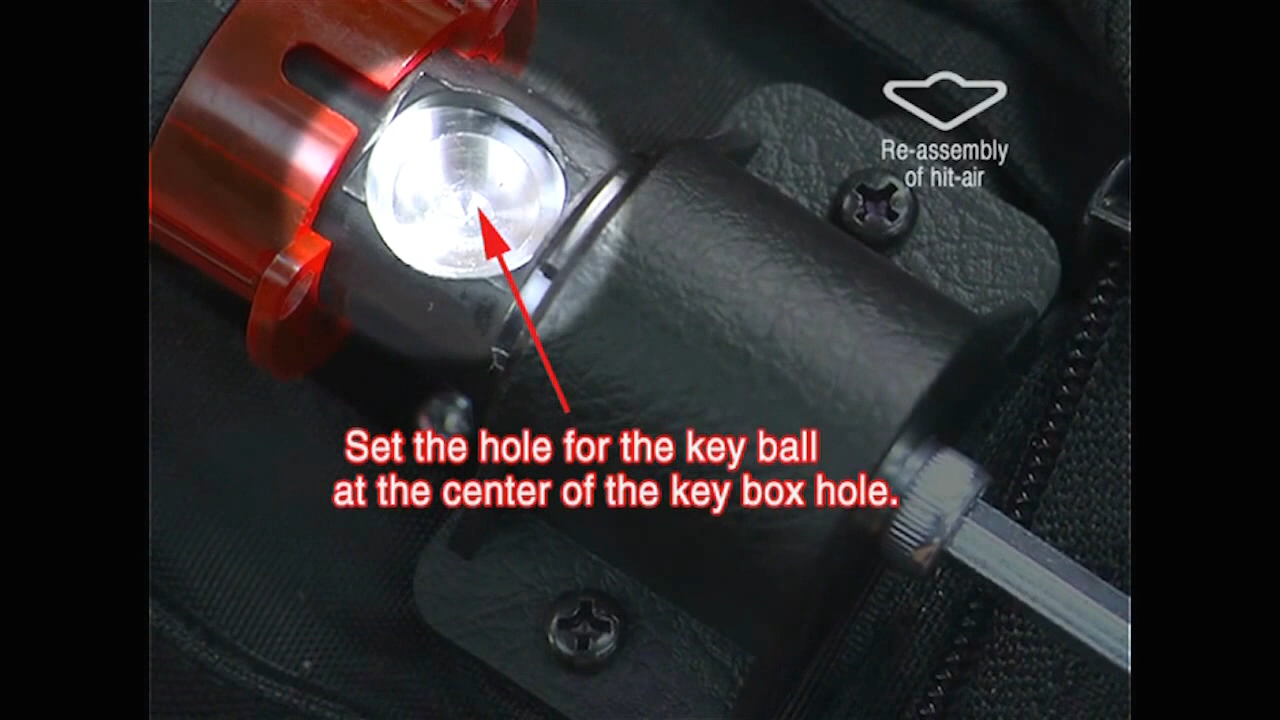 Re-assembly
of hit-air
Set the hole for the key ball
at the center of the key box hole.